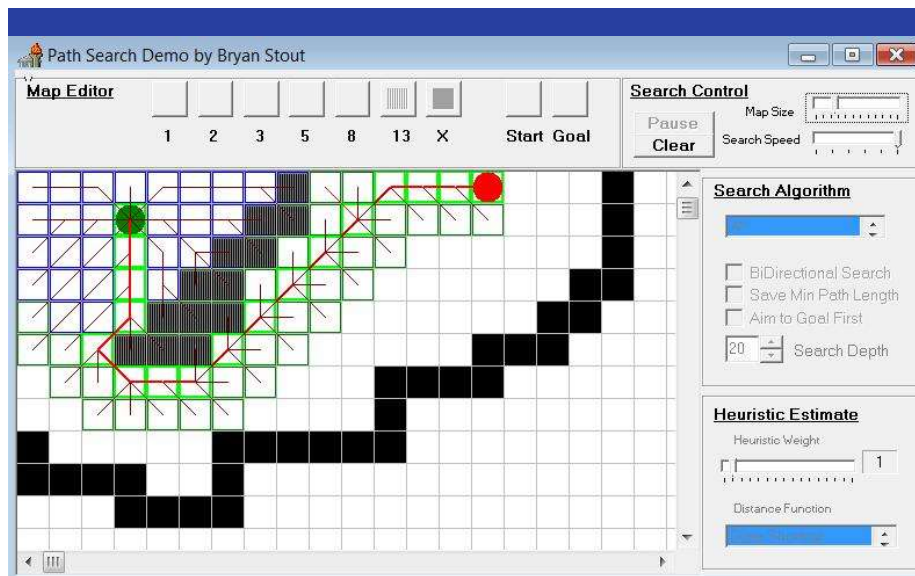 Path Search Demo by Bryan Stout
Map Editor
1 2 3 5 8 13 X Start Goal
Search Control
Map Size
Pause
Search Speed
Clear
Search Algorithm
BiDirectional Search
Save Min Path Length
Aim to Goal First
20 Search Depth
Heuristic Estimate
Heuristic Weight
1
Distance Function